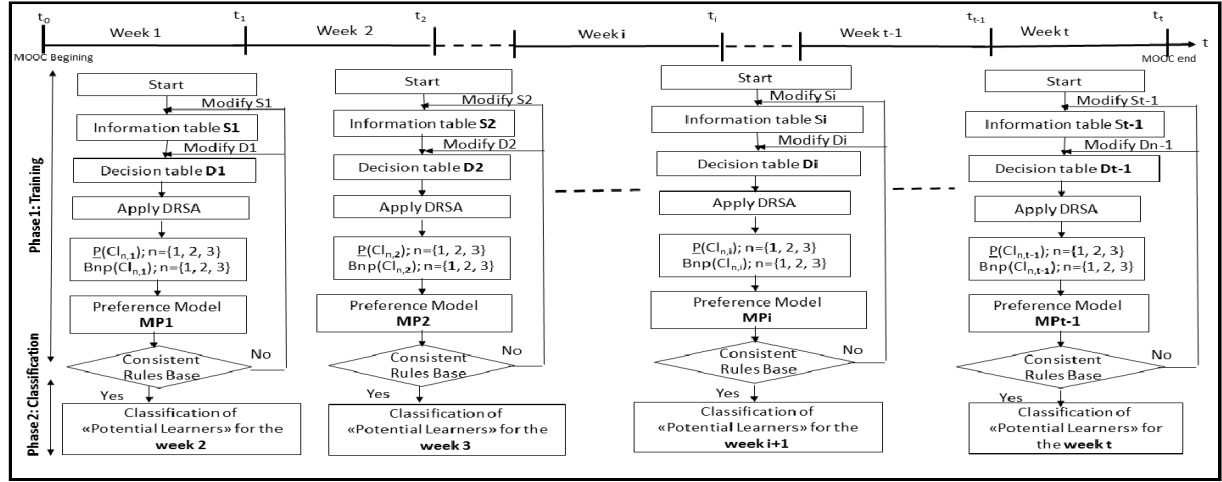 t0 t1 t2 ti tt-1 tt
Week 1 Week 2 Week i Week t-1 Week t t
MOOC Begining MOOC end
Phase1: Training
Phase2: Classification
Start
Modify S1
Information table S1
Modify D1
Decision table D1
Apply DRSA
P(Cln,1); n={1, 2, 3}
Bnp(Cln,1); n={1, 2, 3}
Preference Model
MP1
Consistent
Rules Base
No
Yes
Classification of
«Potential Learners» for the
week 2
Start
Modify S2
Information table S2
Modify D2
Decision table D2
Apply DRSA
P(Cln,2); n={1, 2, 3}
Bnp(Cln,2); n={1, 2, 3}
Preference Model
MP2
Consistent
Rules Base
No
Yes
Classification of
«Potential Learners» for the
week 3
Start
Modify Si
Information table Si
Modify Di
Decision table Di
Apply DRSA
P(Cln,i); n={1, 2, 3}
Bnp(Cln,i); n={1, 2, 3}
Preference Model
MPi
Consistent
Rules Base
No
Yes
Classification of
«Potential Learners» for the
week i+1
Start
Modify St-1
Information table St-1
Modify Dn-1
Decision table Dt-1
Apply DRSA
P(Cln,t-1); n={1, 2, 3}
Bnp(Cln,t-1); n={1, 2, 3}
Preference Model
MPt-1
Consistent
Rules Base
No
Yes
Classification of
«Potential Learners» for
the week t